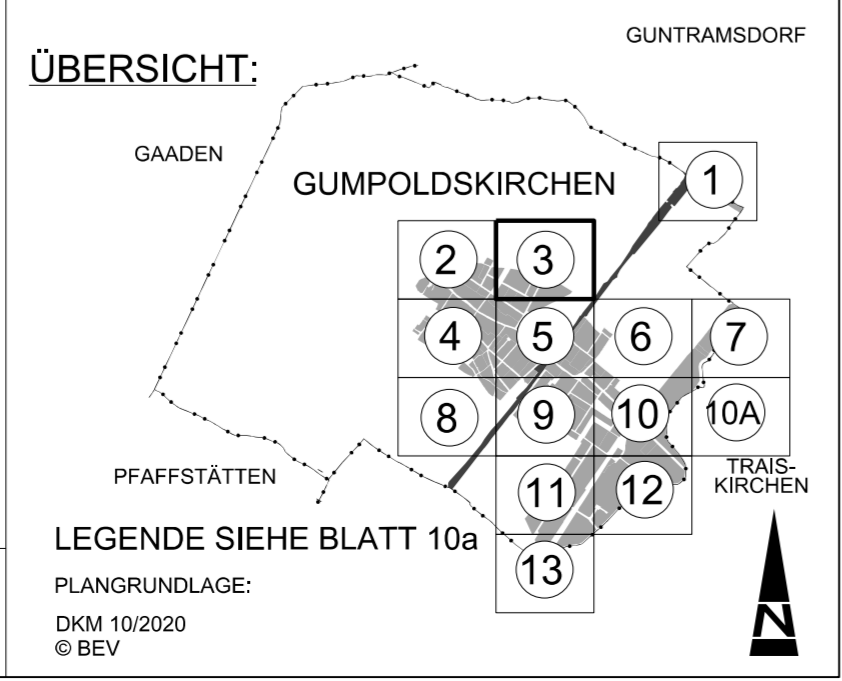 GUNTRAMSDORF
ÜBERSICHT:
GAADEN
GUMPOLDSKIRCHEN
1
2
3
4
5
6
7
8
9
10
10A
PFAFFSTÄTTEN
TRAIS-
KIRCHEN
11
12
LEGENDE SIEHE BLATT 10a
13
PLANGRUNDLAGE:
DKM 10/2020
© BEV
N